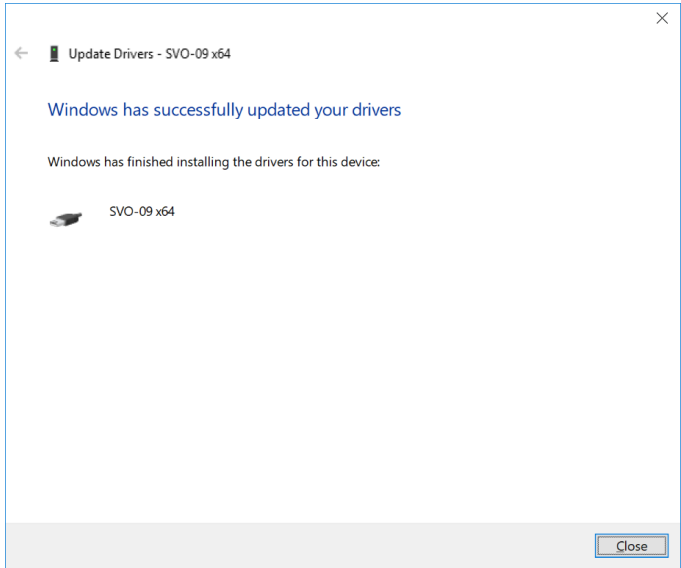 Update Drivers - SVO-09 x64
Windows has successfully updated your drivers
Windows has finished installing the drivers for this device:
SVO-09 x64
Close